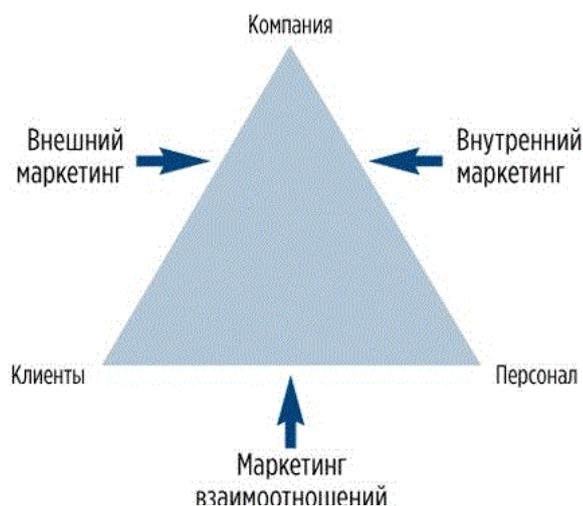 Компания
Внешний
маркетинг
Внутренний
маркетинг
Клиенты
Персонал
Маркетинг
взаимоотношений